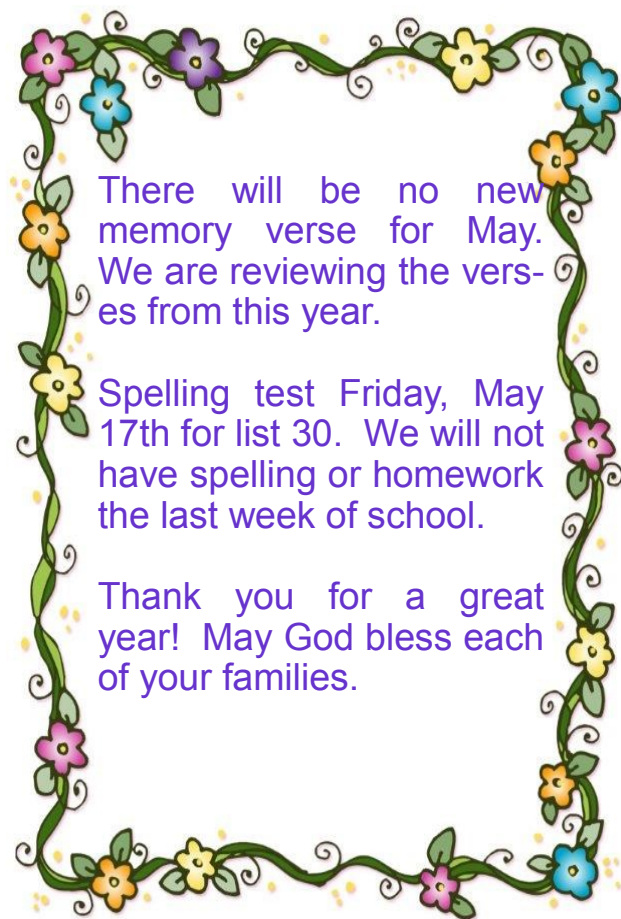 There will be no new
memory verse for May.
We are reviewing the vers-
es from this year.
Spelling test Friday, May
17th for list 30.  We will not
have spelling or homework
the last week of school.
Thank you for a great
year!  May God bless each
of your families.